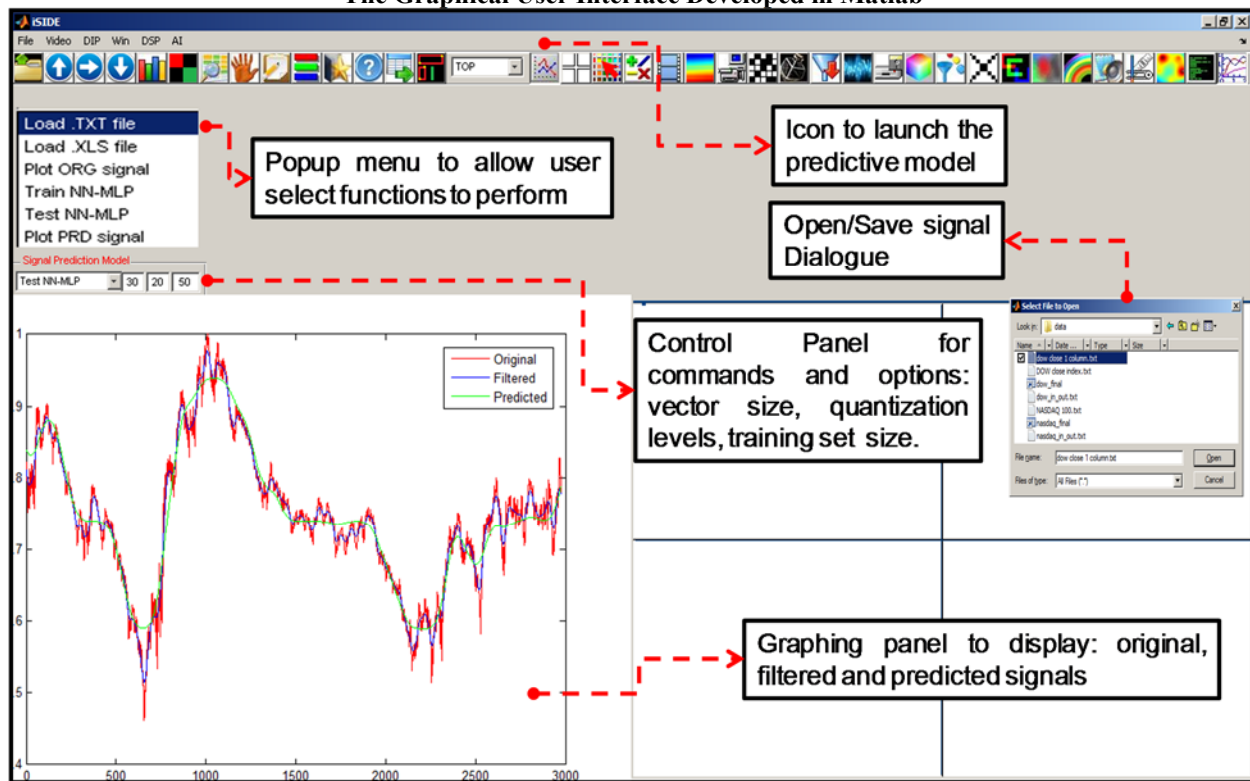 The Graphical User Interface Developed in Matlab
iSIDE
File Video DIP Win DSP AI
TOP
Load .TXT file
Load .XLS file
Plot ORG signal
Train NN-MLP
Test NN-MLP
Plot PRD signal
Popup menu to allow user
select functions to perform
Icon to launch the
predictive model
Open/Save signal
Dialogue
Signal Prediction Model
Test NN-MLP 30 20 50
Control Panel for
commands and options:
vector size, quantization
levels, training set size.
Select File to Open
Look in: data
Name Date ... Type Size
dow close 1 column.txt
DOW close index.txt
dow_final
dow_in_out.txt
NASDAQ 100.txt
nasdaq_final
nasdaq_in_out.txt
File name: dow close 1 column.txt Open
Files of type: All Files (*.*) Cancel
Original
Filtered
Predicted
1
.9
.8
.7
.6
.5
.4
0 500 1000 1500 2000 2500 3000
Graphing panel to display: original,
filtered and predicted signals